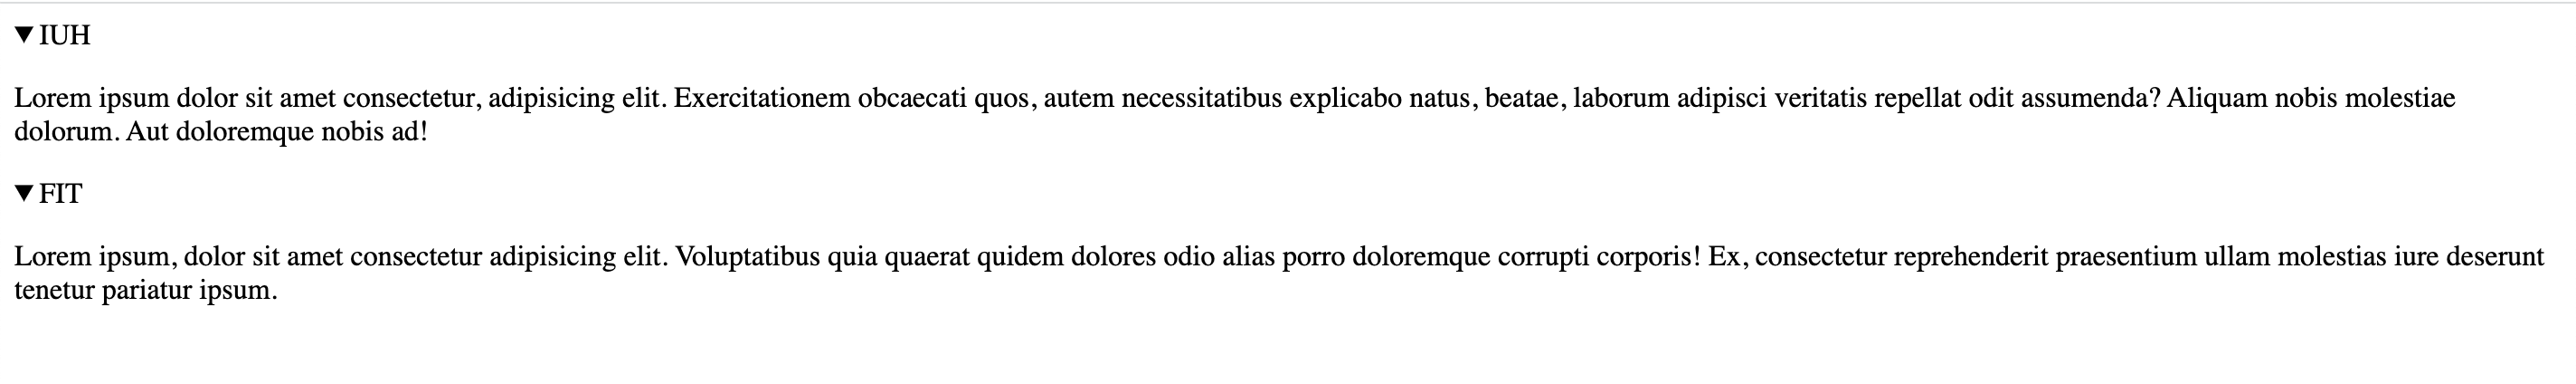 ▼ IUH
Lorem ipsum dolor sit amet consectetur, adipisicing elit. Exercitationem obcaecati quos, autem necessitatibus explicabo natus, beatae, laborum adipisci veritatis repellat odit assumenda? Aliquam nobis molestiae
dolorum. Aut doloremque nobis ad!
▼ FIT
Lorem ipsum, dolor sit amet consectetur adipisicing elit. Voluptatibus quia quaerat quidem dolores odio alias porro doloremque corrupti corporis! Ex, consectetur reprehenderit praesentium ullam molestias iure deserunt
tenetur pariatur ipsum.